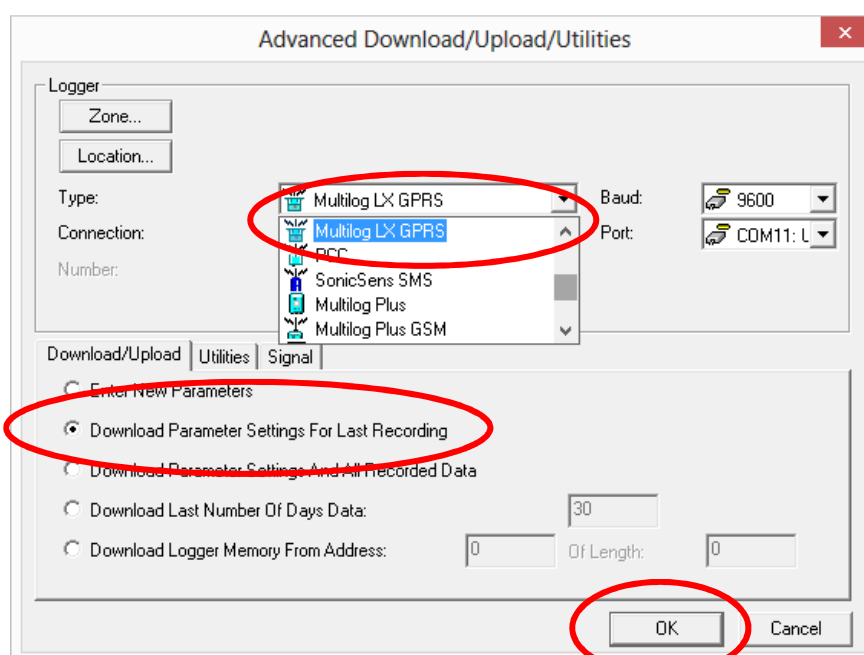 Advanced Download/Upload/Utilities
Logger
Zone...
Location...
Type: Multilog LX GPRS Baud: 9600
Connection: Multilog LX GPRS Port: COM11: U
PCC
Number: SonicSens SMS
Multilog Plus
Multilog Plus GSM
Download/Upload Utilities Signal
Enter New Parameters
Download Parameter Settings For Last Recording
Download Parameter Settings And All Recorded Data
Download Last Number Of Days Data: 30
Download Logger Memory From Address: 0 Of Length: 0
OK Cancel